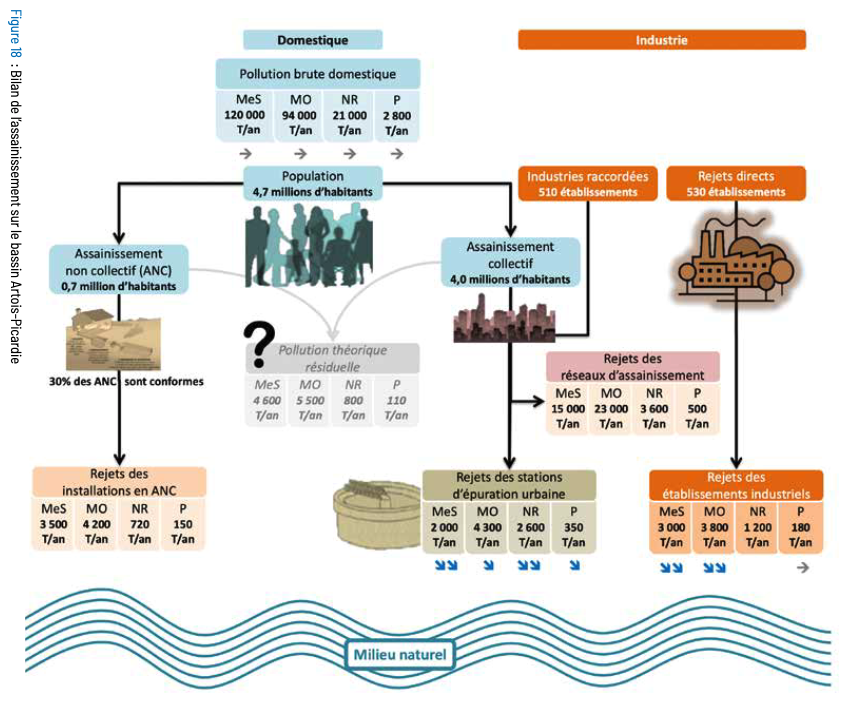 Figure 18 : Bilan de l'assainissement sur le bassin Artois-Picardie
Domestique
Industrie
Pollution brute domestique
MeS MO NR P
120 000 94 000 21 000 2 800
T/an T/an T/an T/an
Population
4,7 millions d'habitants
Industries raccordées
510 établissements
Rejets directs
530 établissements
Assainissement
non collectif (ANC)
0,7 million d'habitants
Assainissement
collectif
4,0 millions d'habitants
?
Pollution théorique
résiduelle
MeS MO NR P
4 600 5 500 800 110
T/an T/an T/an T/an
30% des ANC sont conformes
Rejets des
réseaux d'assainissement
MeS MO NR P
15 000 23 000 3 600 500
T/an T/an T/an T/an
Rejets des
installations en ANC
MeS MO NR P
3 500 4 200 720 150
T/an T/an T/an T/an
Rejets des stations
d'épuration urbaine
MeS MO NR P
2 000 4 300 2 600 350
T/an T/an T/an T/an
Rejets des
établissements industriels
MeS MO NR P
3 000 3 800 1 200 180
T/an T/an T/an T/an
Milieu naturel